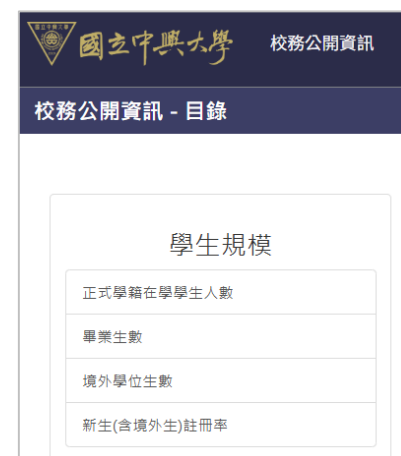 國立中興大學 校務公開資訊
校務公開資訊 - 目錄
學生規模
正式學籍在學學生人數
畢業生數
境外學位生數
新生(含境外生)註冊率